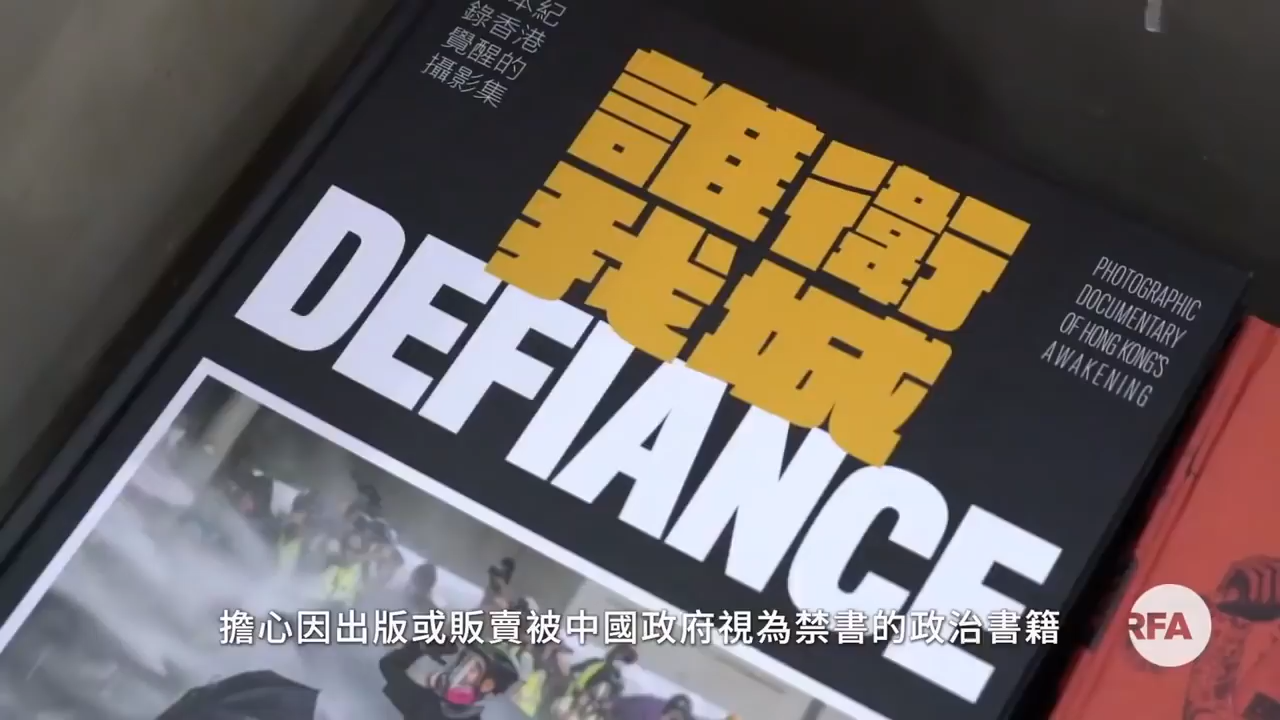 本紀
錄香港
覺醒的
攝影集
誰衛
我城
DEFIANCE
PHOTOGRAPHIC
DOCUMENTARY
OF HONG KONG'S
AWAKENING
擔心因出版或販賣被中國政府視為禁書的政治書籍
RFA